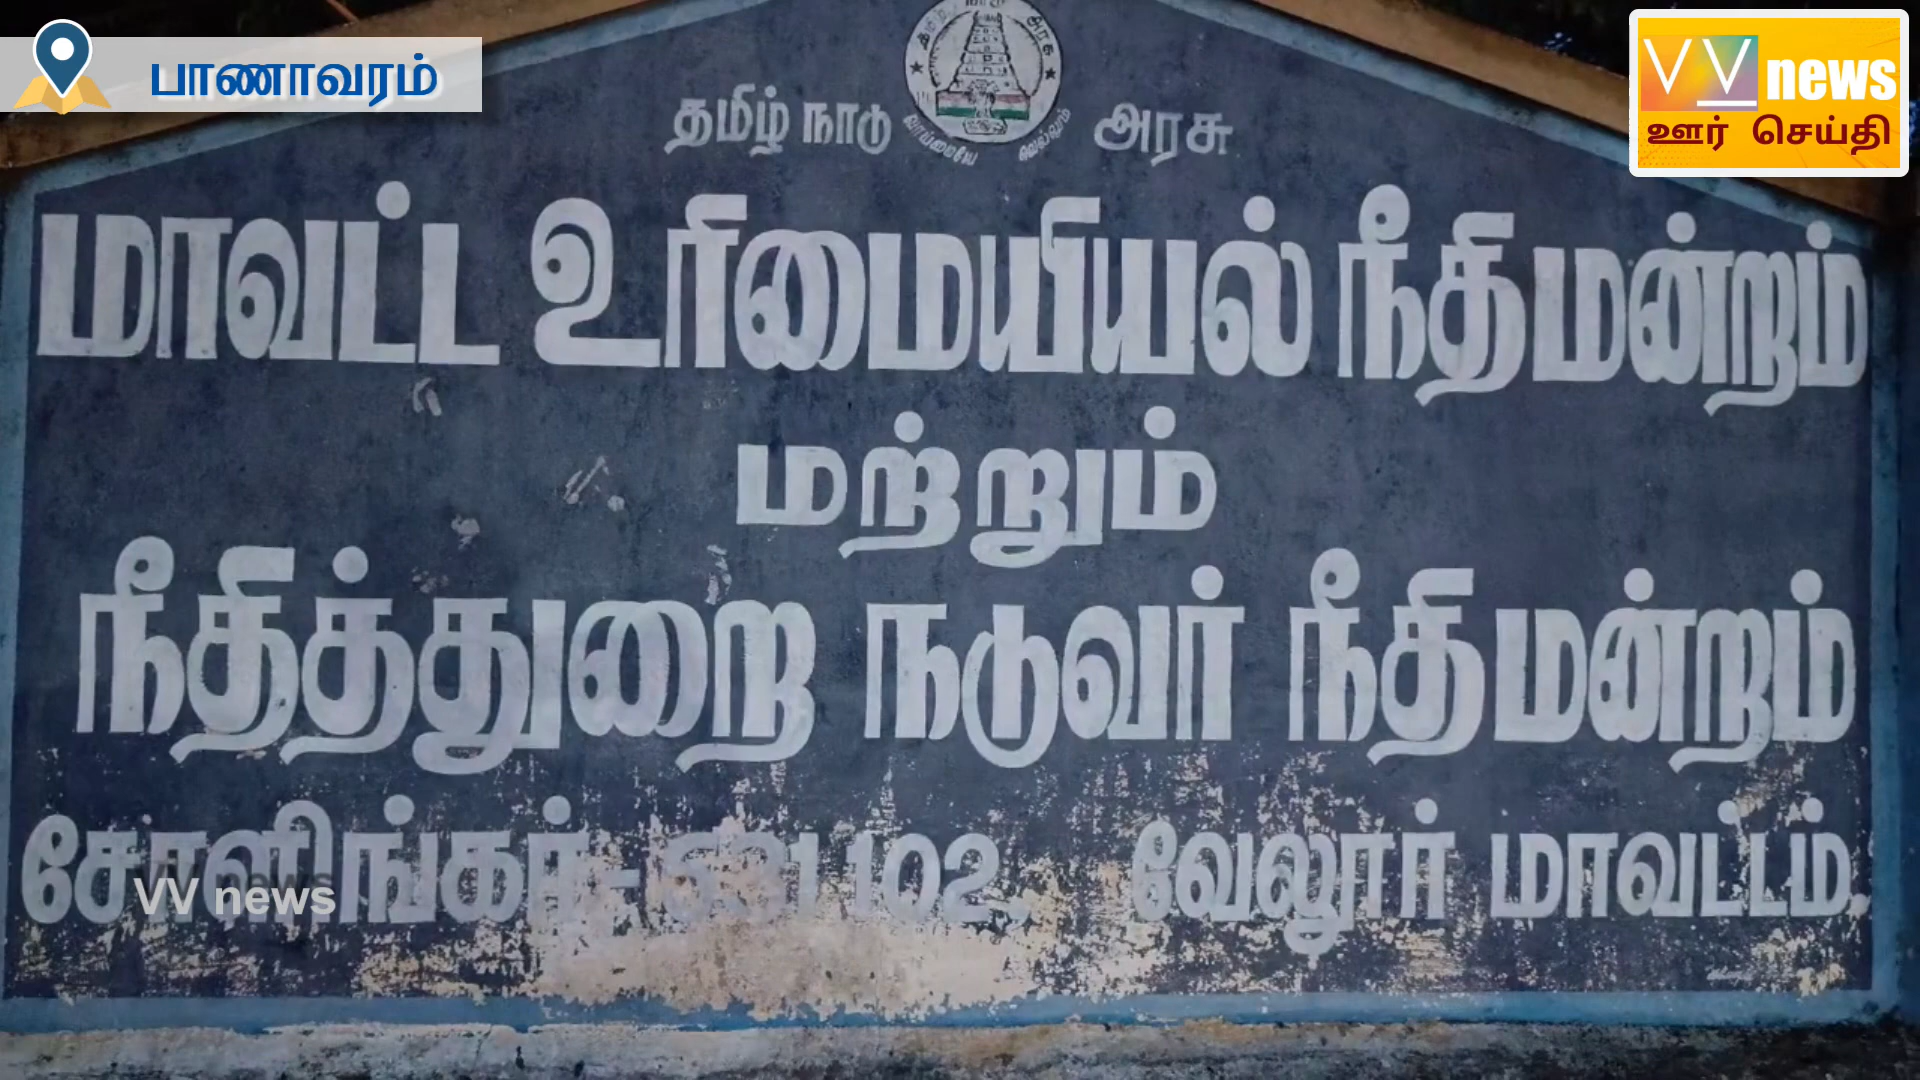 பாணாவரம்
VV news
ஊர் செய்தி
தமிழ் நாடு அரசு
வாய்மையே வெல்லும்
மாவட்ட உரிமையியல் நீதிமன்றம்
மற்றும்
நீதித்துறை நடுவர் நீதிமன்றம்
சோளிங்கர்- 631 102. வேலூர் மாவட்டம்.
VV news